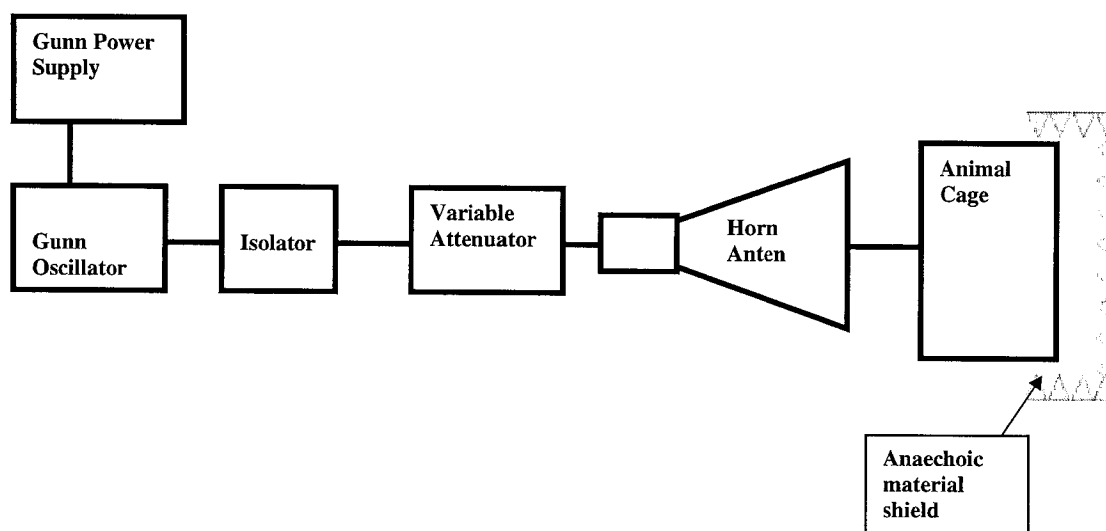 Gunn Power
Supply
Gunn
Oscillator
Isolator
Variable
Attenuator
Horn
Anten
Animal
Cage
Anaechoic
material
shield